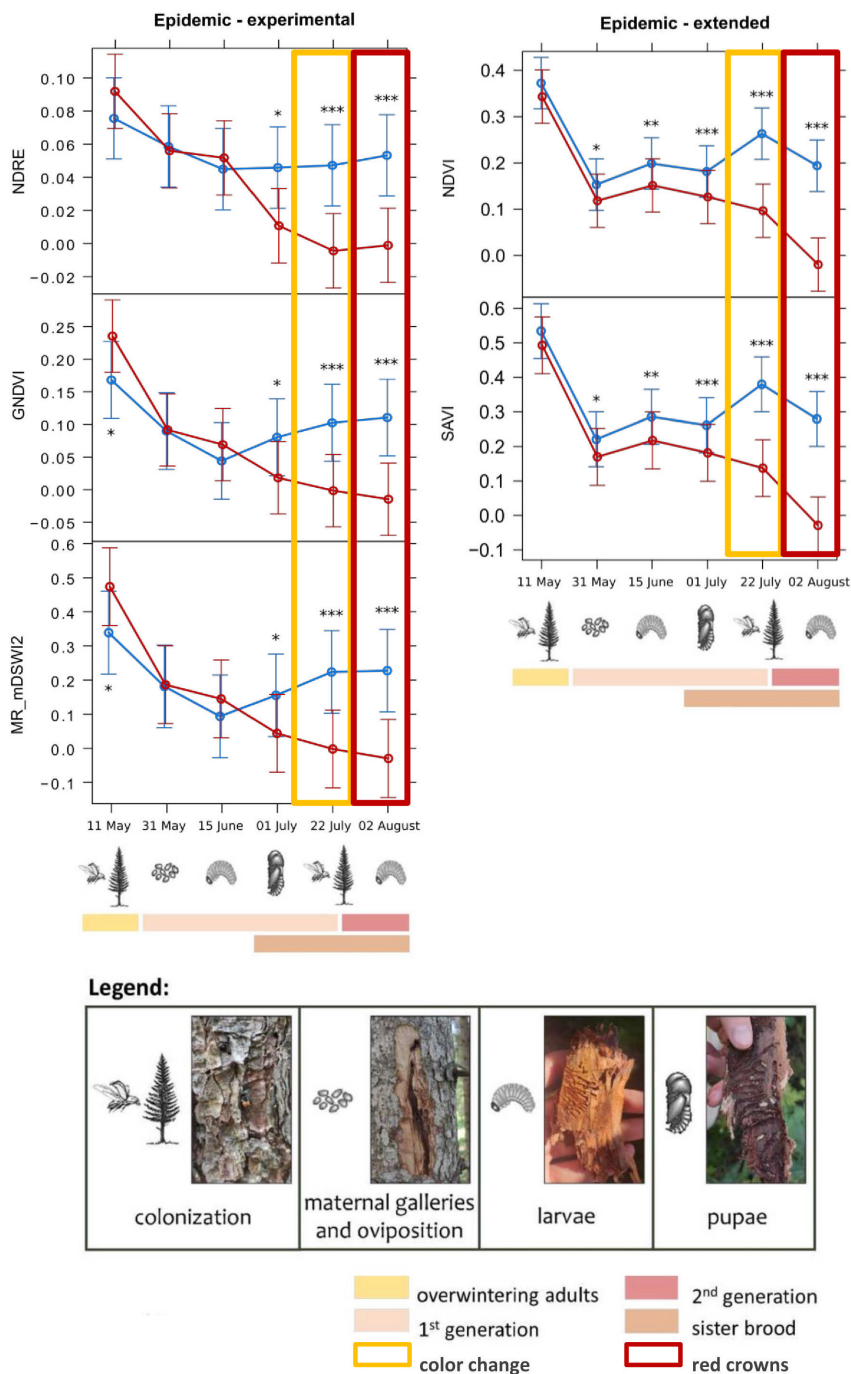 Epidemic - experimental
NDRE
0.10
0.08
0.06
0.04
0.02
0.00
−0.02
*
***
***
GNDVI
0.25
0.20
0.15
0.10
0.05
0.00
−0.05
*
*
***
***
MR_mDSWI2
0.6
0.5
0.4
0.3
0.2
0.1
0.0
−0.1
*
*
***
***
11 May 31 May 15 June 01 July 22 July 02 August
Epidemic - extended
NDVI
0.4
0.3
0.2
0.1
0.0
*
**
***
***
***
SAVI
0.6
0.5
0.4
0.3
0.2
0.1
0.0
−0.1
*
**
***
***
***
11 May 31 May 15 June 01 July 22 July 02 August
Legend:
colonization
maternal galleries
and oviposition
larvae
pupae
overwintering adults
2nd generation
1st generation
sister brood
color change
red crowns